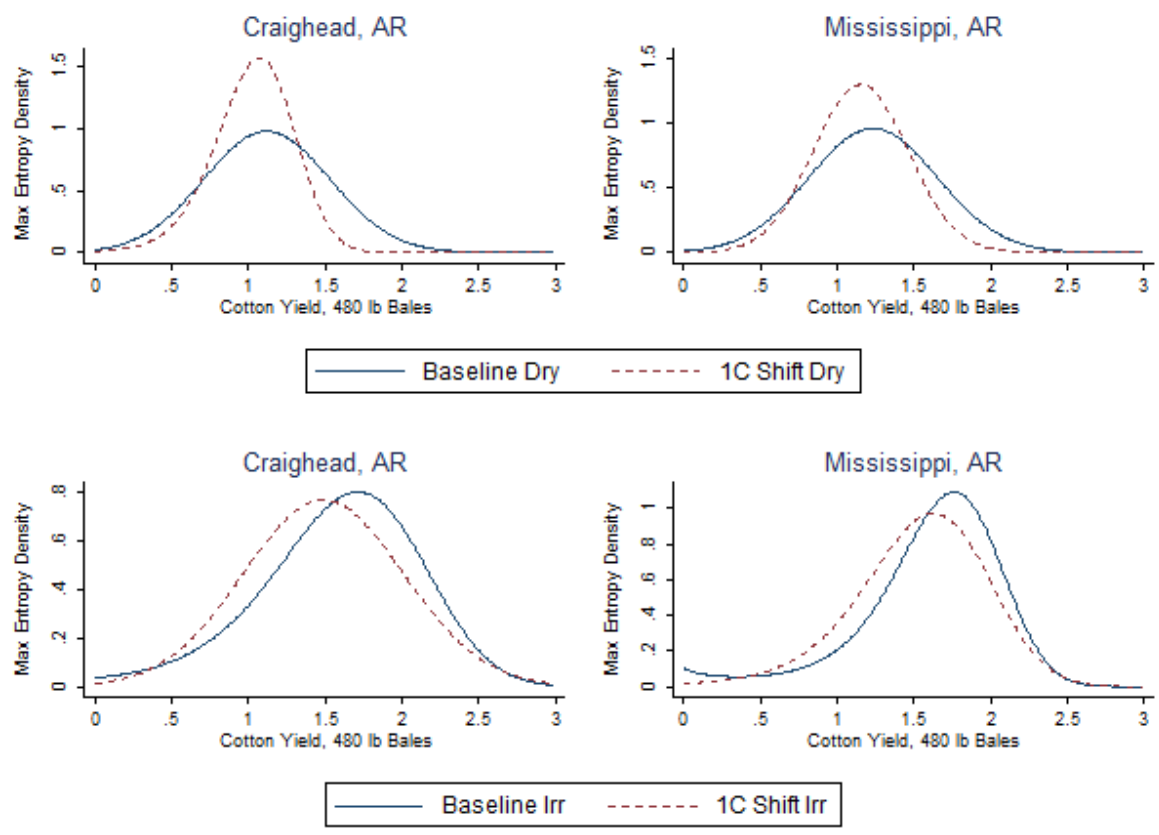 Craighead, AR
Mississippi, AR
Max Entropy Density
0 .5 1 1.5
0 .5 1 1.5 2 2.5 3
Cotton Yield, 480 lb Bales
Max Entropy Density
0 .5 1 1.5
0 .5 1 1.5 2 2.5 3
Cotton Yield, 480 lb Bales
Baseline Dry 1C Shift Dry
Craighead, AR
Mississippi, AR
Max Entropy Density
0 .2 .4 .6 .8
0 .5 1 1.5 2 2.5 3
Cotton Yield, 480 lb Bales
Max Entropy Density
0 .2 .4 .6 .8 1
0 .5 1 1.5 2 2.5 3
Cotton Yield, 480 lb Bales
Baseline Irr 1C Shift Irr